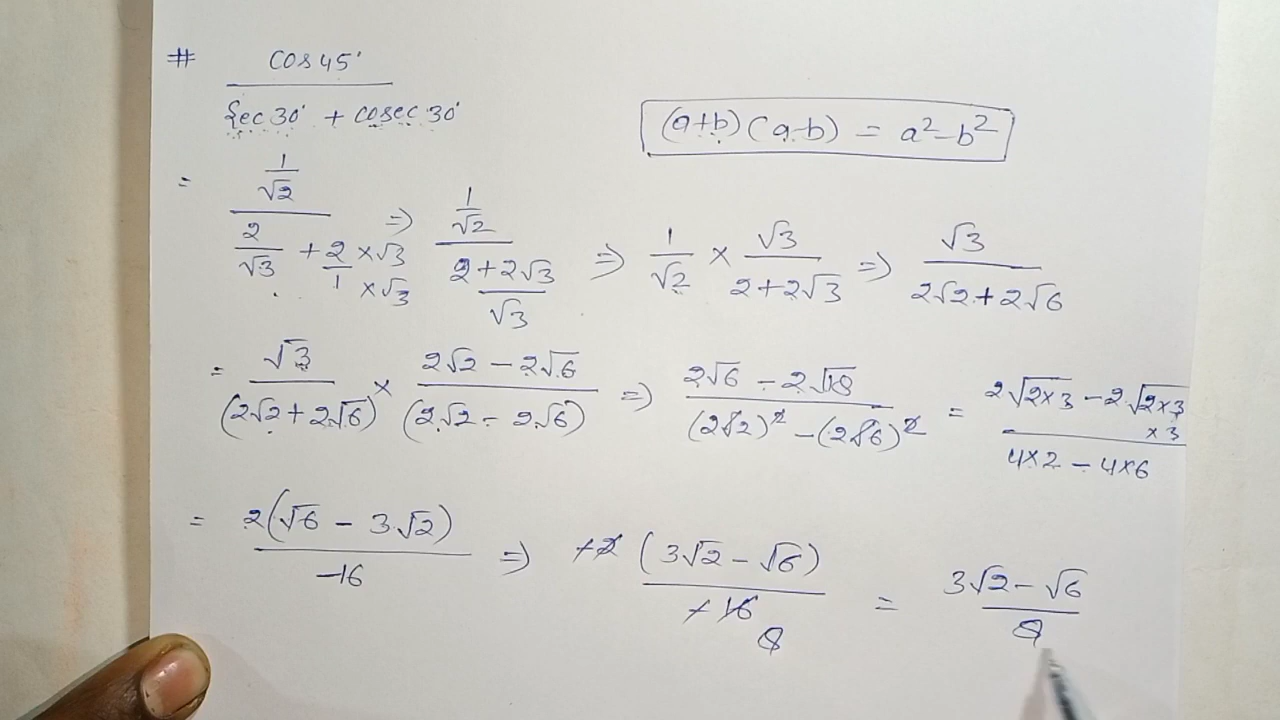 # cos 45° / (Sec 30° + cosec 30°)
(a+b)(a-b) = a² - b²
= (1/√2) / (2/√3 + 2/1 ×√3 ×√3) ⇒ (1/√2) / ((2+2√3)/√3) ⇒ 1/√2 × √3/(2+2√3) ⇒ √3/(2√2+2√6)
= √3/(2√2+2√6) × (2√2-2√6)/(2√2-2√6) ⇒ (2√6-2√18)/((2√2)²-(2√6)²) = (2√2×3-2√2×3×3)/(4×2-4×6)
= 2(√6-3√2)/-16 ⇒ -2(3√2-√6)/-16 8 = (3√2-√6)/8